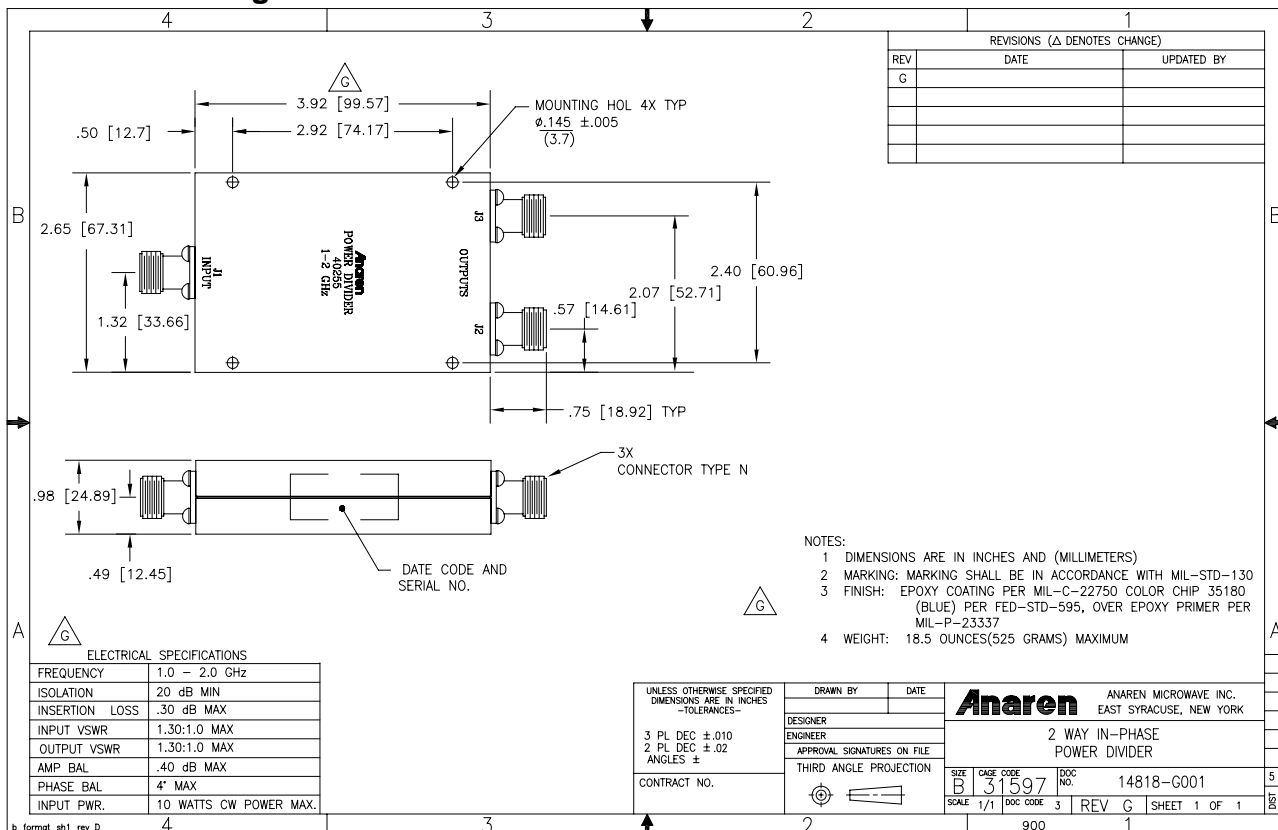 4 3 2 1
REVISIONS (△ DENOTES CHANGE)
REV DATE UPDATED BY
G
G
3.92 [99.57]
2.92 [74.17]
.50 [12.7]
MOUNTING HOL 4X TYP
ø.145 ±.005
(3.7)
B
B
2.65 [67.31]
1.32 [33.66]
J1
INPUT
Anaren
POWER DIVIDER
40255
1-2 GHz
OUTPUTS
J3
J2
2.40 [60.96]
2.07 [52.71]
.57 [14.61]
.75 [18.92] TYP
3X
CONNECTOR TYPE N
.98 [24.89]
.49 [12.45]
DATE CODE AND
SERIAL NO.
NOTES:
1 DIMENSIONS ARE IN INCHES AND (MILLIMETERS)
2 MARKING: MARKING SHALL BE IN ACCORDANCE WITH MIL-STD-130
3 FINISH: EPOXY COATING PER MIL-C-22750 COLOR CHIP 35180
(BLUE) PER FED-STD-595, OVER EPOXY PRIMER PER
MIL-P-23337
4 WEIGHT: 18.5 OUNCES(525 GRAMS) MAXIMUM
G
A
A
G
ELECTRICAL SPECIFICATIONS
FREQUENCY 1.0 - 2.0 GHz
ISOLATION 20 dB MIN
INSERTION LOSS .30 dB MAX
INPUT VSWR 1.30:1.0 MAX
OUTPUT VSWR 1.30:1.0 MAX
AMP BAL .40 dB MAX
PHASE BAL 4° MAX
INPUT PWR. 10 WATTS CW POWER MAX.
UNLESS OTHERWISE SPECIFIED
DIMENSIONS ARE IN INCHES
-TOLERANCES-
3 PL DEC ±.010
2 PL DEC ±.02
ANGLES ±
CONTRACT NO.
DRAWN BY DATE
DESIGNER
ENGINEER
APPROVAL SIGNATURES ON FILE
THIRD ANGLE PROJECTION
Anaren
ANAREN MICROWAVE INC.
EAST SYRACUSE, NEW YORK
2 WAY IN-PHASE
POWER DIVIDER
SIZE B
CAGE CODE 31597
DOC NO. 14818-G001
SCALE 1/1 DOC CODE 3 REV G SHEET 1 OF 1
5
DIST
b format sh1 rev D
4 3 2 900 1